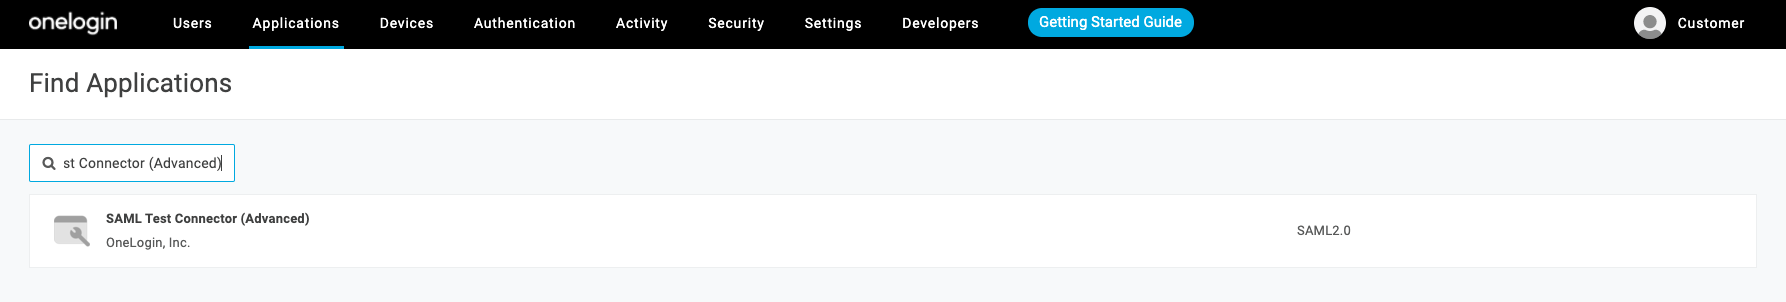 onelogin Users Applications Devices Authentication Activity Security Settings Developers Getting Started Guide Customer
Find Applications
st Connector (Advanced)
SAML Test Connector (Advanced)
OneLogin, Inc.
SAML2.0